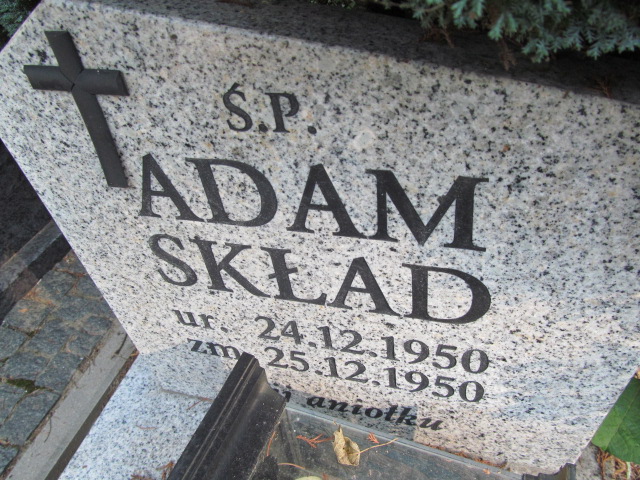 Ś.P.
ADAM
SKŁAD
ur. 24.12.1950
zm 25.12.1950
aniołku